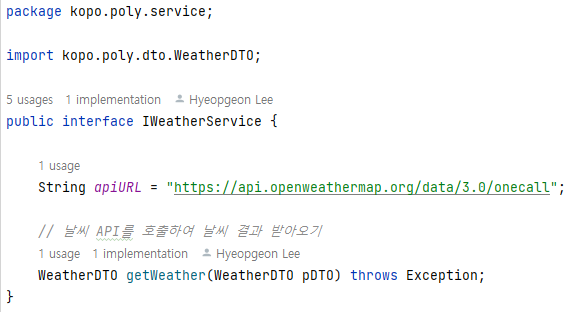 package kopo.poly.service;
import kopo.poly.dto.WeatherDTO;
5 usages 1 implementation Hyeopgeon Lee
public interface IWeatherService {
1 usage
String apiURL = "https://api.openweathermap.org/data/3.0/onecall";
// 날씨 API를 호출하여 날씨 결과 받아오기
1 usage 1 implementation Hyeopgeon Lee
WeatherDTO getWeather(WeatherDTO pDTO) throws Exception;
}